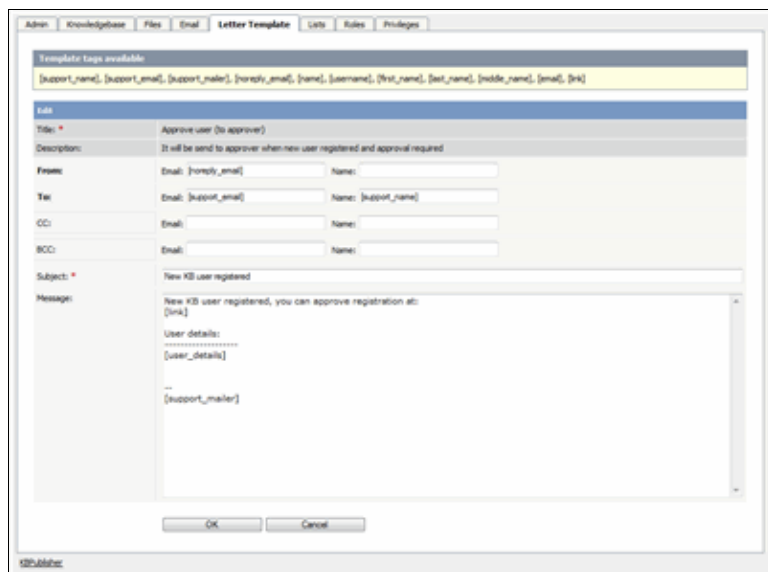 Admin Knowledgebase Files Email Letter Template Lists Roles Privileges
Template tags available
[support_name], [support_email], [support_mailer], [noreply_email], [name], [username], [first_name], [last_name], [middle_name], [email], [link]
Edit
Title: * Approve user (to approver)
Description: It will be send to approver when new user registered and approval required
From: Email: [noreply_email] Name:
To: Email: [support_email] Name: [support_name]
CC: Email: Name:
BCC: Email: Name:
Subject: * New KB user registered
Message: New KB user registered, you can approve registration at:
[link]
User details:
-------------------
[user_details]
--
[support_mailer]
OK Cancel
KBPublisher